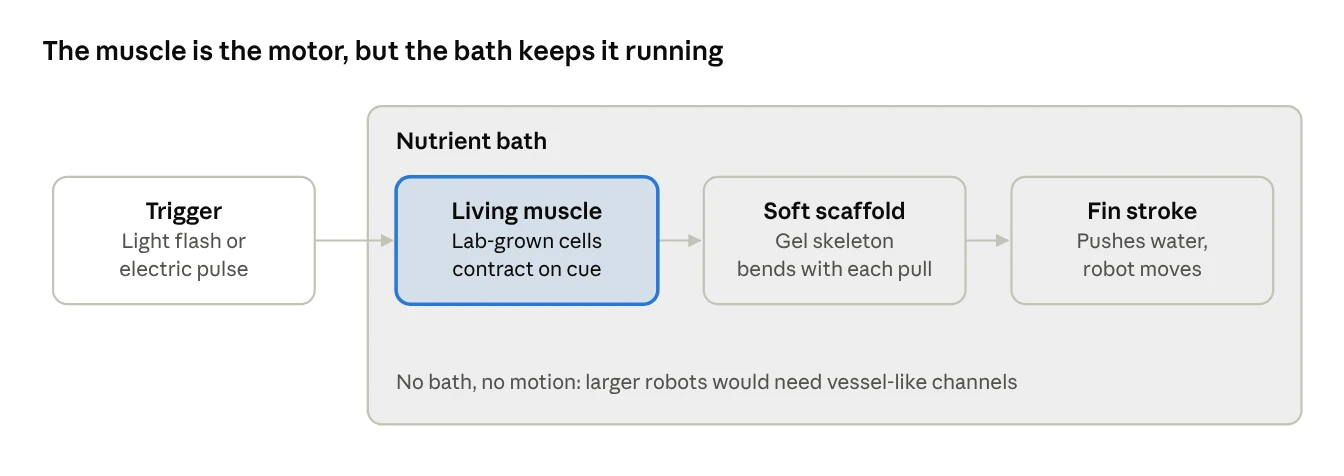 The muscle is the motor, but the bath keeps it running
Nutrient bath
Trigger
Light flash or
electric pulse
Living muscle
Lab-grown cells
contract on cue
Soft scaffold
Gel skeleton
bends with each pull
Fin stroke
Pushes water,
robot moves
No bath, no motion: larger robots would need vessel-like channels